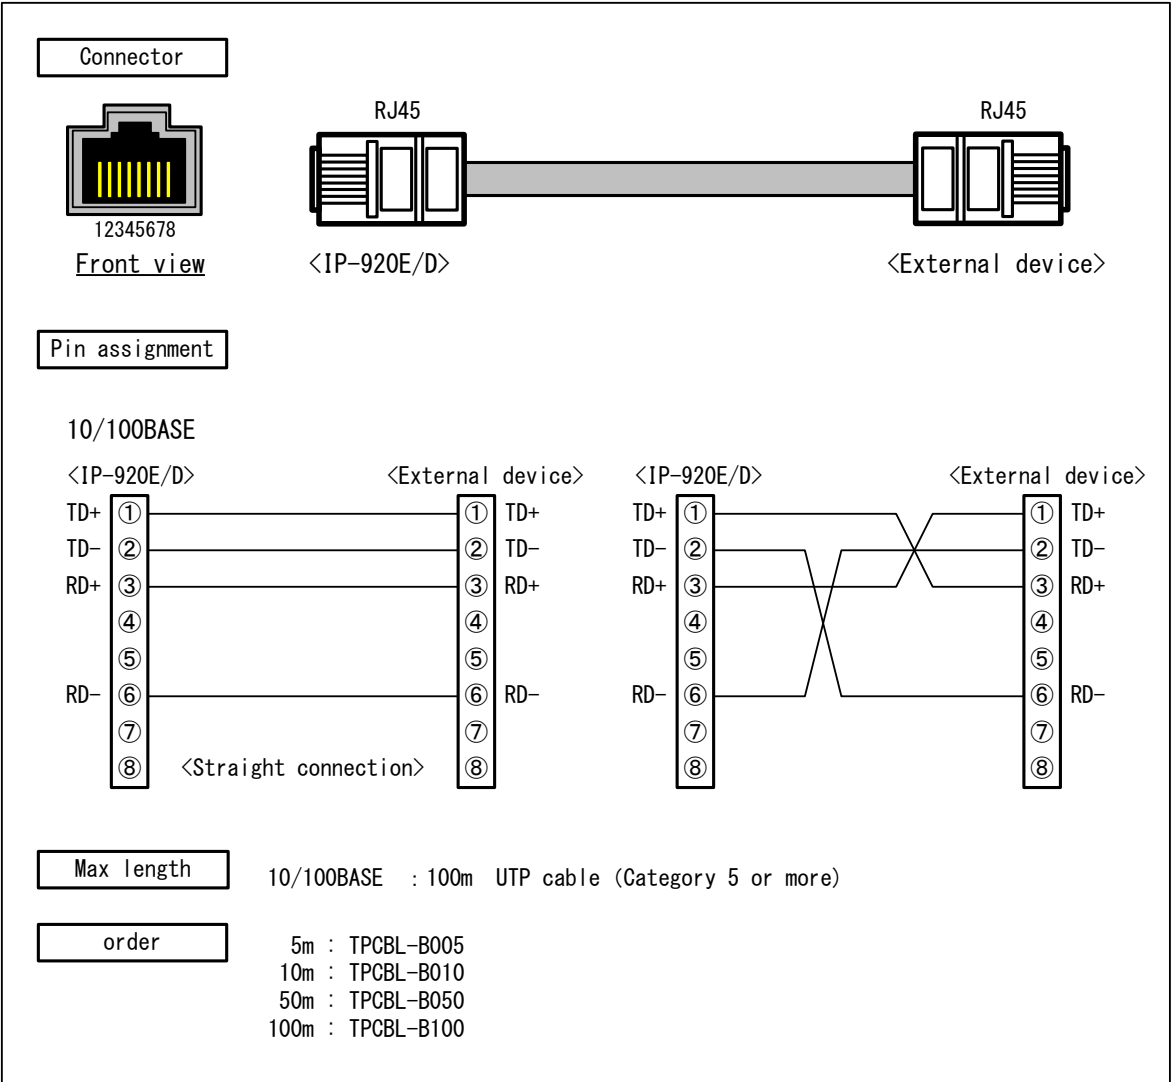 Connector
RJ45 RJ45
12345678
Front view <IP-920E/D> <External device>
Pin assignment
10/100BASE
<IP-920E/D> <External device> <IP-920E/D> <External device>
TD+ ① ① TD+ TD+ ① ① TD+
TD- ② ② TD- TD- ② ② TD-
RD+ ③ ③ RD+ RD+ ③ ③ RD+
④ ④ ④ ④
⑤ ⑤ ⑤ ⑤
RD- ⑥ ⑥ RD- RD- ⑥ ⑥ RD-
⑦ ⑦ ⑦ ⑦
⑧ <Straight connection> ⑧ ⑧ ⑧
Max length 10/100BASE : 100m UTP cable (Category 5 or more)
order 5m : TPCBL-B005
10m : TPCBL-B010
50m : TPCBL-B050
100m : TPCBL-B100